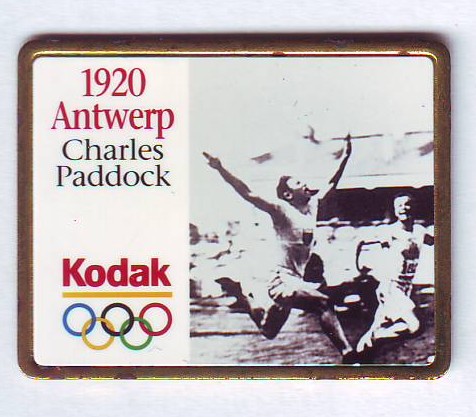 1920
Antwerp
Charles
Paddock
Kodak